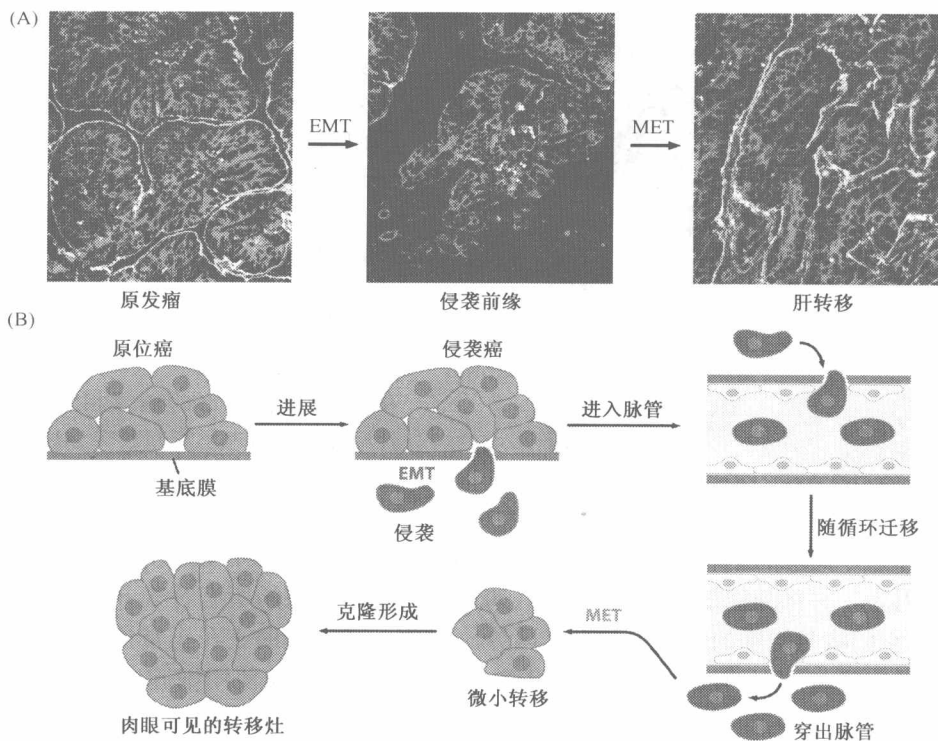 (A)
EMT
MET
原发瘤
侵袭前缘
肝转移
(B)
原位癌
侵袭癌
进展
进入脉管
基底膜
EMT
侵袭
随循环迁移
克隆形成
MET
微小转移
肉眼可见的转移灶
穿出脉管